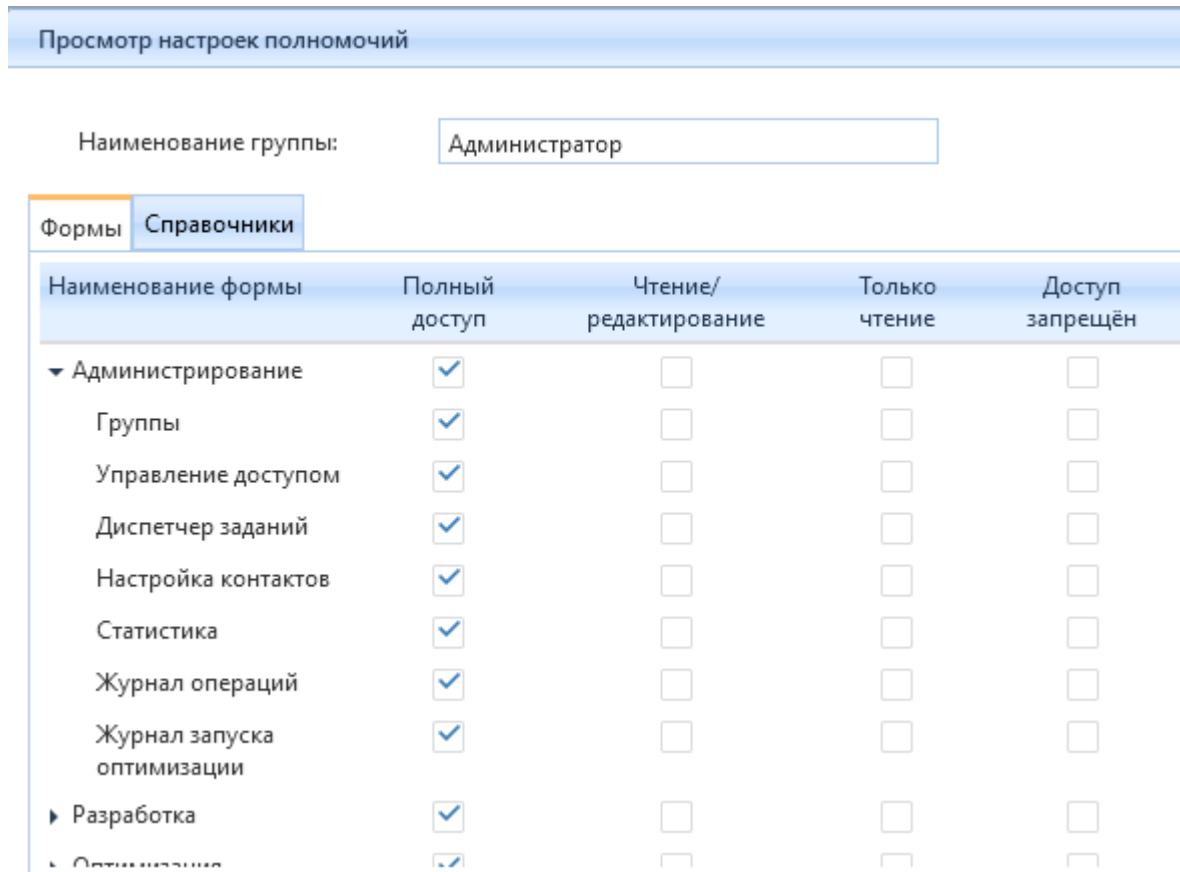 Просмотр настроек полномочий
Наименование группы: Администратор
Формы Справочники
Наименование формы Полный Чтение/ Только Доступ
доступ редактирование чтение запрещён
Администрирование
Группы
Управление доступом
Диспетчер заданий
Настройка контактов
Статистика
Журнал операций
Журнал запуска
оптимизации
Разработка
Оптимизация